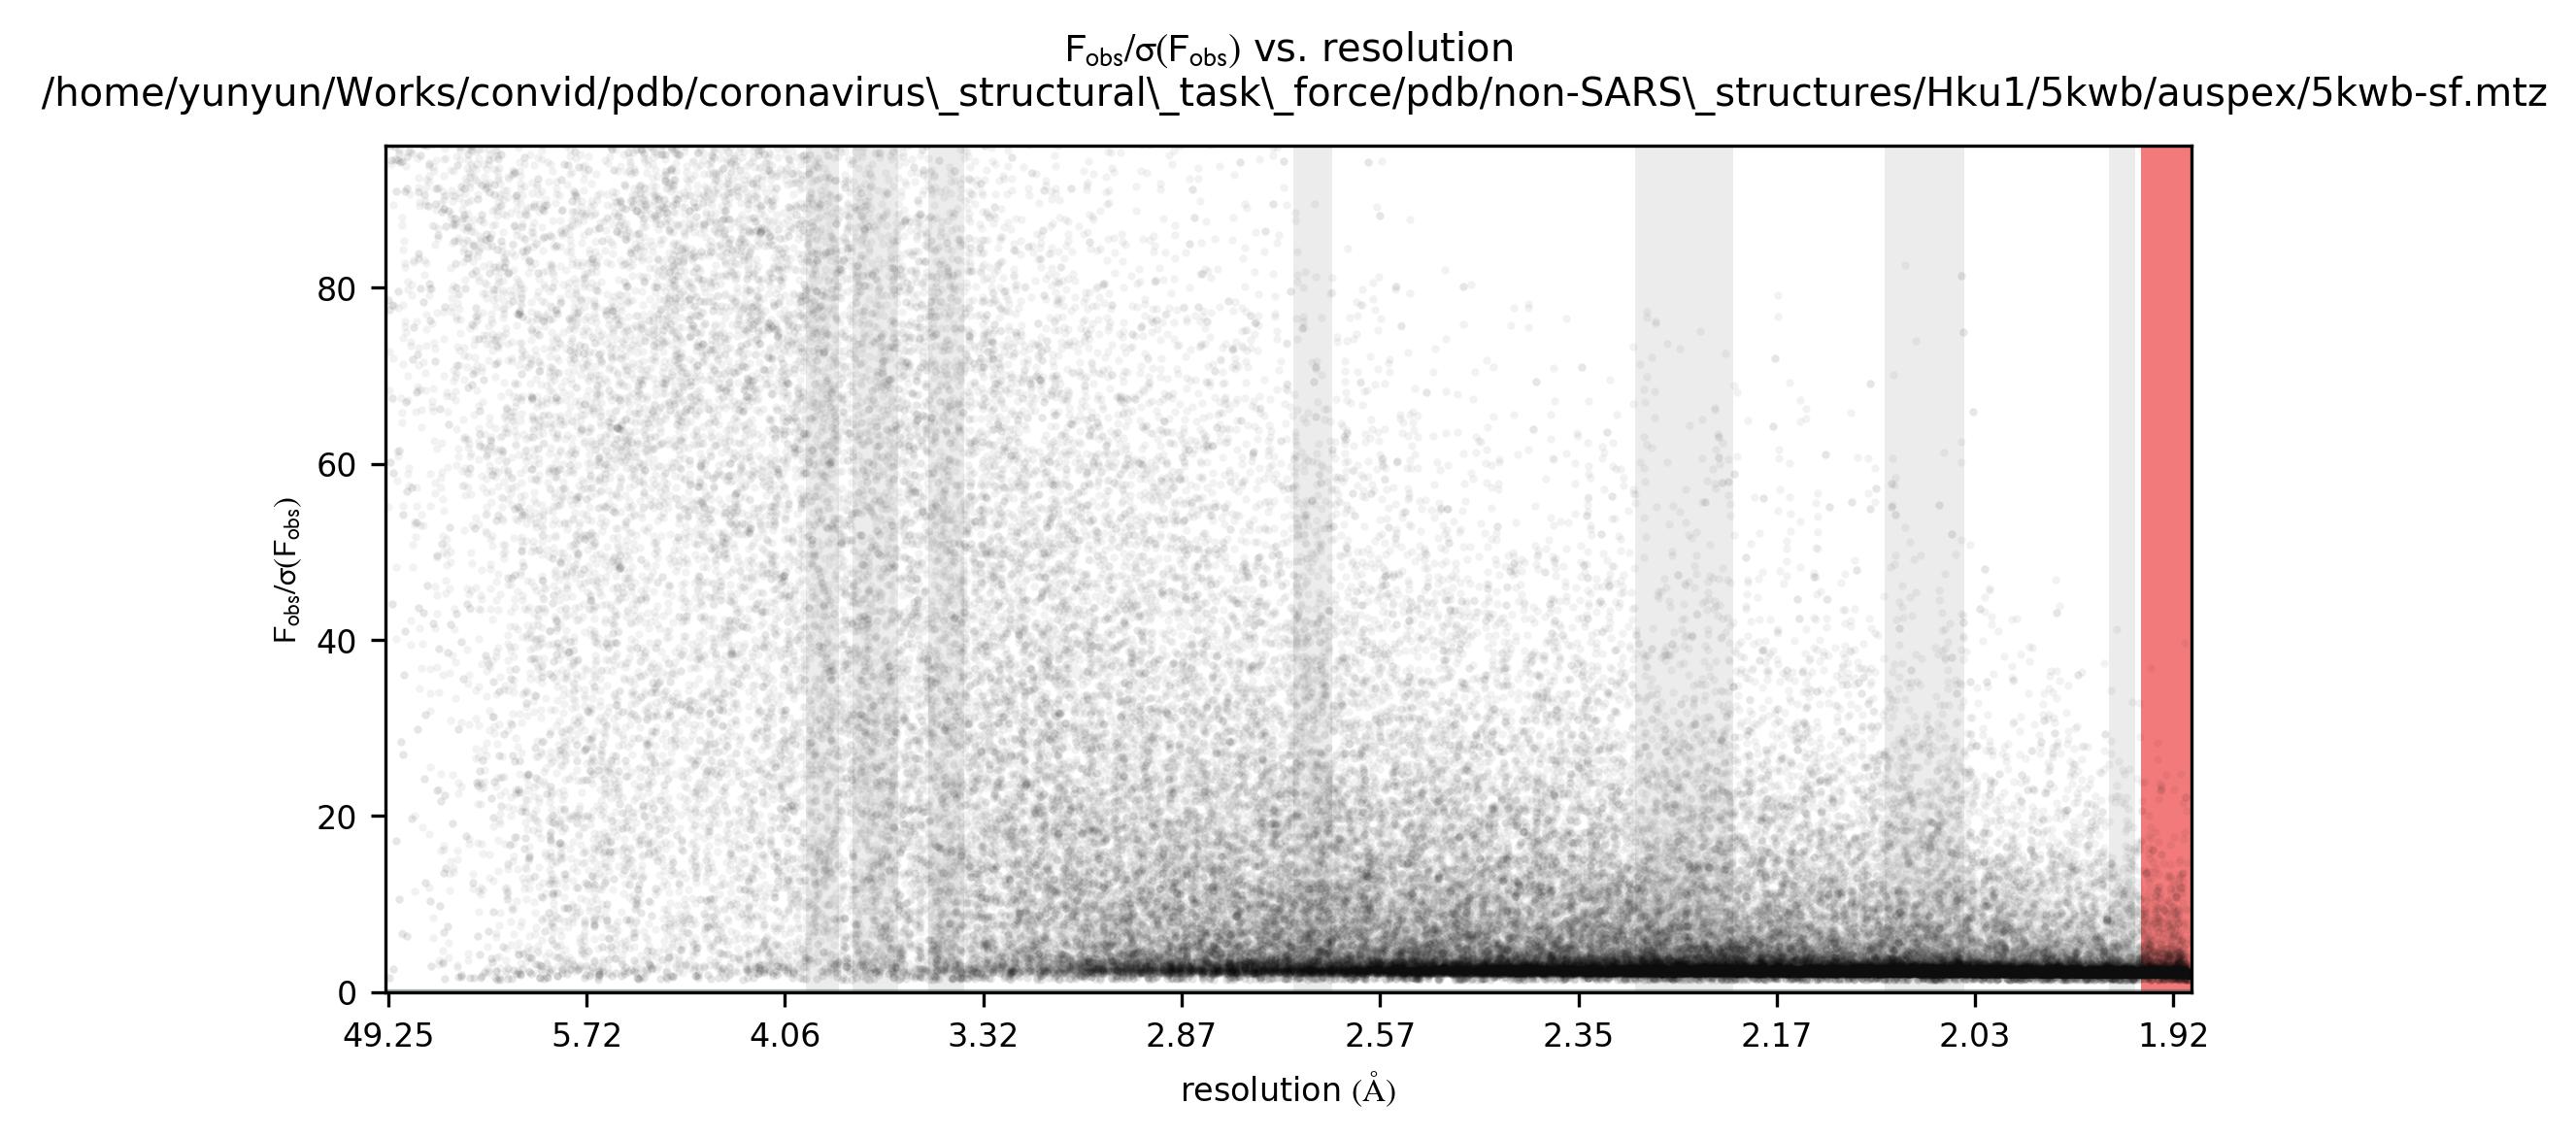 Fobs/σ(Fobs) vs. resolution
/home/yunyun/Works/convid/pdb/coronavirus\_structural\_task\_force/pdb/non-SARS\_structures/Hku1/5kwb/auspex/5kwb-sf.mtz
Fobs/σ(Fobs)
80
60
40
20
0
49.25 5.72 4.06 3.32 2.87 2.57 2.35 2.17 2.03 1.92
resolution (Å)